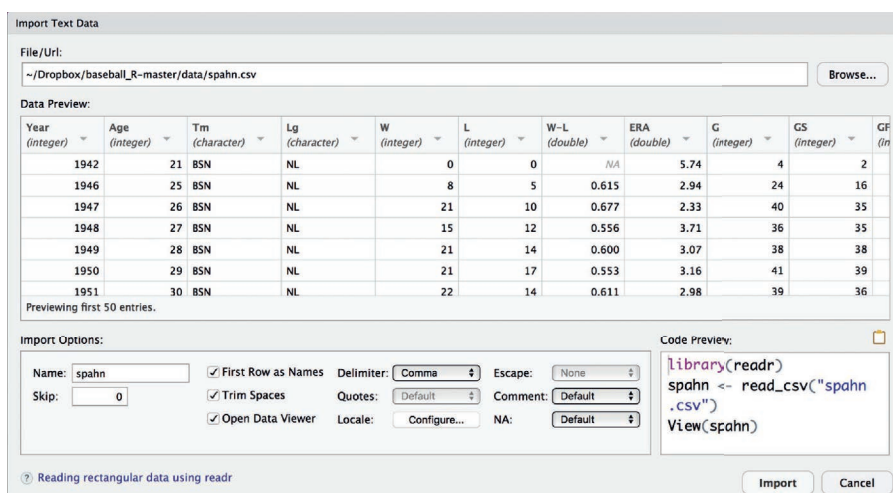 Import Text Data
File/Url:
~/Dropbox/baseball_R-master/data/spahn.csv
Browse...
Data Preview:
Year Age Tm Lg W L W-L ERA G GS GF
(integer) (integer) (character) (character) (integer) (integer) (double) (double) (integer) (integer) (in
1942 21 BSN NL 0 0 NA 5.74 4 2
1946 25 BSN NL 8 5 0.615 2.94 24 16
1947 26 BSN NL 21 10 0.677 2.33 40 35
1948 27 BSN NL 15 12 0.556 3.71 36 35
1949 28 BSN NL 21 14 0.600 3.07 38 38
1950 29 BSN NL 21 17 0.553 3.16 41 39
1951 30 BSN NL 22 14 0.611 2.98 39 36
Previewing first 50 entries.
Import Options:
Name: spahn
Skip: 0
First Row as Names
Trim Spaces
Open Data Viewer
Delimiter: Comma
Quotes: Default
Locale: Configure...
Escape: None
Comment: Default
NA: Default
Code Preview:
library(readr)
spahn <- read_csv("spahn
.csv")
View(spahn)
? Reading rectangular data using readr
Import Cancel